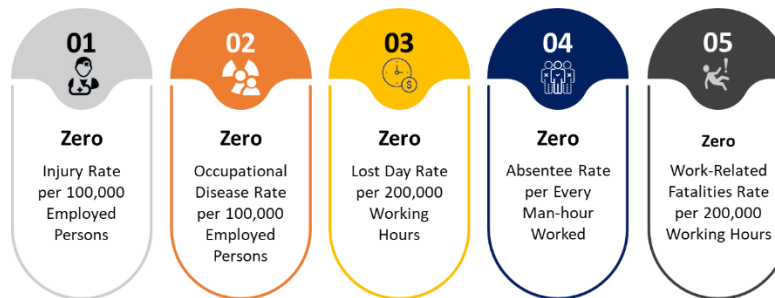 01
Zero
Injury Rate
per 100,000
Employed
Persons
02
Zero
Occupational
Disease Rate
per 100,000
Employed
Persons
03
Zero
Lost Day Rate
per 200,000
Working
Hours
04
Zero
Absentee Rate
per Every
Man-hour
Worked
05
Zero
Work-Related
Fatalities Rate
per 200,000
Working Hours